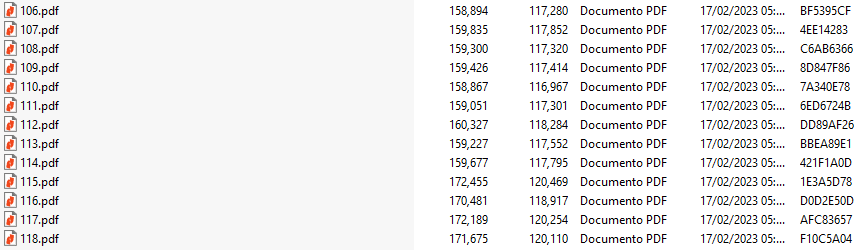 106.pdf 158,894 117,280 Documento PDF 17/02/2023 05:... BF5395CF
107.pdf 159,835 117,852 Documento PDF 17/02/2023 05:... 4EE14283
108.pdf 159,300 117,320 Documento PDF 17/02/2023 05:... C6AB6366
109.pdf 159,426 117,414 Documento PDF 17/02/2023 05:... 8D847F86
110.pdf 158,867 116,967 Documento PDF 17/02/2023 05:... 7A340E78
111.pdf 159,051 117,301 Documento PDF 17/02/2023 05:... 6ED6724B
112.pdf 160,327 118,284 Documento PDF 17/02/2023 05:... DD89AF26
113.pdf 159,227 117,552 Documento PDF 17/02/2023 05:... BBEA89E1
114.pdf 159,677 117,795 Documento PDF 17/02/2023 05:... 421F1A0D
115.pdf 172,455 120,469 Documento PDF 17/02/2023 05:... 1E3A5D78
116.pdf 170,481 118,917 Documento PDF 17/02/2023 05:... D0D2E50D
117.pdf 172,189 120,254 Documento PDF 17/02/2023 05:... AFC83657
118.pdf 171,675 120,110 Documento PDF 17/02/2023 05:... F10C5A04